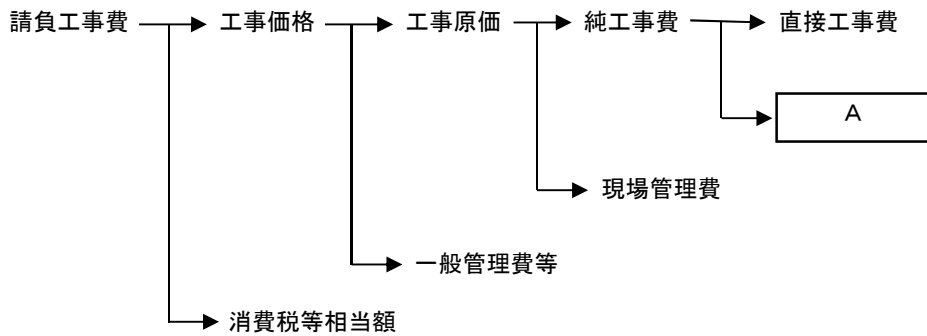 請負工事費 工事価格 工事原価 純工事費 直接工事費
A
現場管理費
一般管理費等
消費税等相当額